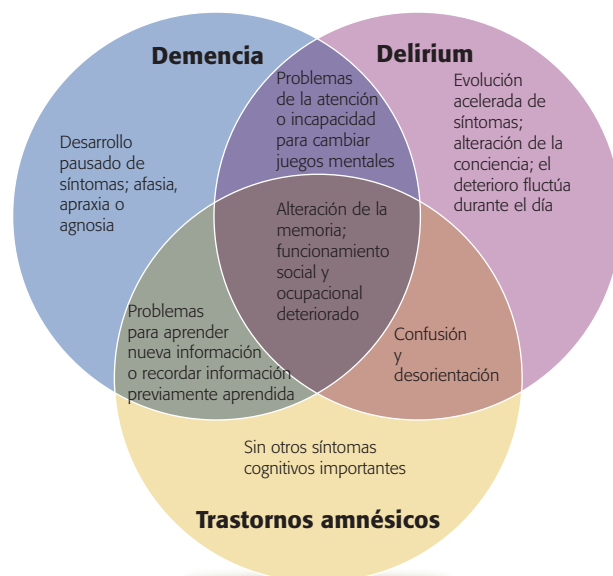 Demencia
Delirium
Problemas
de la atención
o incapacidad
para cambiar
juegos mentales
Evolución
acelerada de
síntomas;
alteración de la
conciencia; el
deterioro fluctúa
durante el día
Desarrollo
pausado de
síntomas; afasia,
apraxia o
agnosia
Alteración de la
memoria;
funcionamiento
social y
ocupacional
deteriorado
Problemas
para aprender
nueva información
o recordar información
previamente aprendida
Confusión
y
desorientación
Sin otros síntomas
cognitivos importantes
Trastornos amnésicos